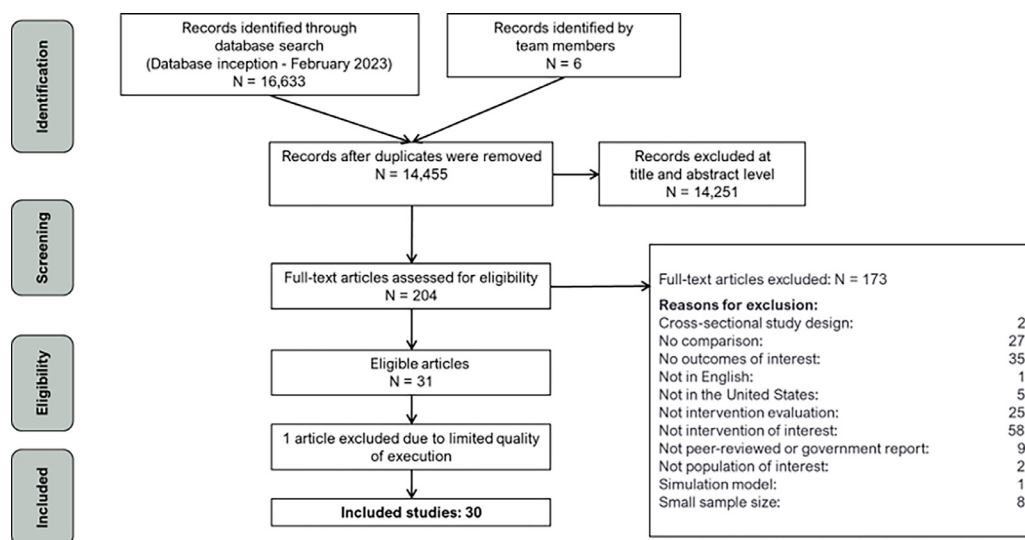 Identification
Records identified through
database search
(Database inception - February 2023)
N = 16,633
Records identified by
team members
N = 6
Records after duplicates were removed
N = 14,455
Records excluded at
title and abstract level
N = 14,251
Screening
Full-text articles assessed for eligibility
N = 204
Full-text articles excluded: N = 173
Reasons for exclusion:
Cross-sectional study design: 2
No comparison: 27
No outcomes of interest: 35
Not in English: 1
Not in the United States: 5
Not intervention evaluation: 25
Not intervention of interest: 58
Not peer-reviewed or government report: 9
Not population of interest: 2
Simulation model: 1
Small sample size: 8
Eligibility
Eligible articles
N = 31
1 article excluded due to limited quality
of execution
Included
Included studies: 30